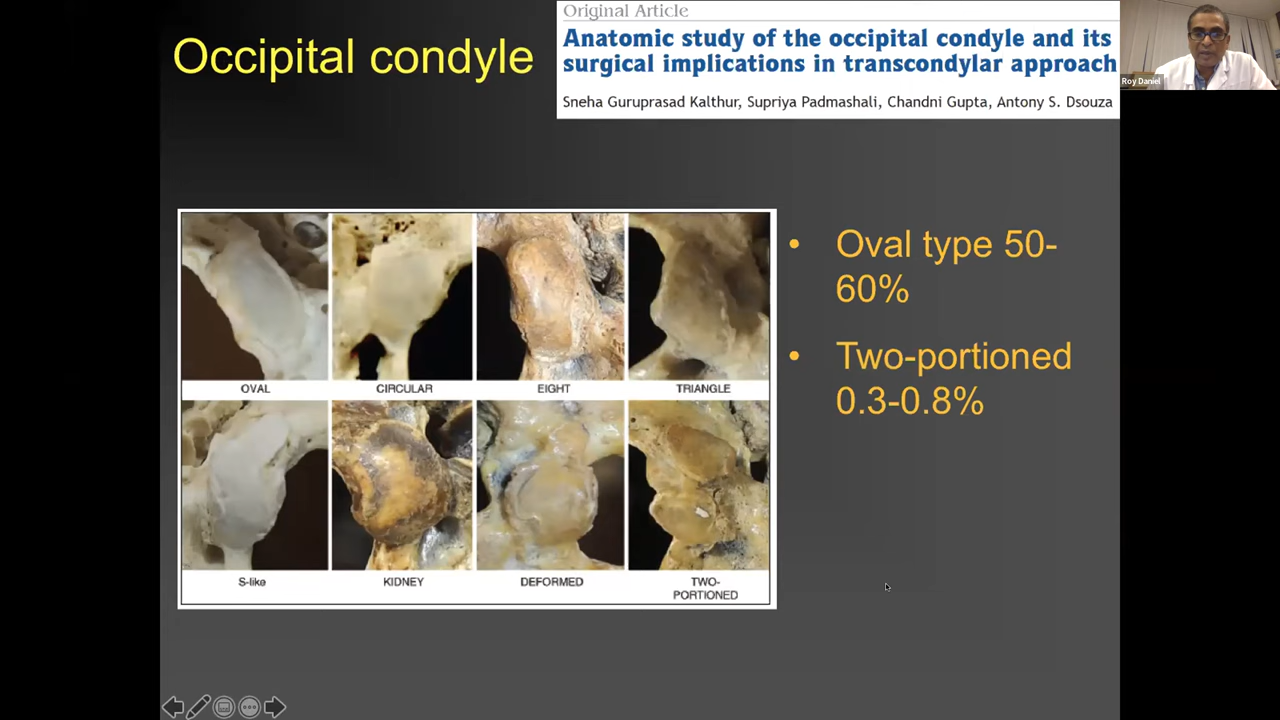 Occipital condyle
Original Article
Anatomic study of the occipital condyle and its
surgical implications in transcondylar approach
Sneha Guruprasad Kalthur, Supriya Padmashali, Chandni Gupta, Antony S. Dsouza
Roy Daniel
OVAL
CIRCULAR
EIGHT
TRIANGLE
S-like
KIDNEY
DEFORMED
TWO-
PORTIONED
• Oval type 50-
60%
• Two-portioned
0.3-0.8%